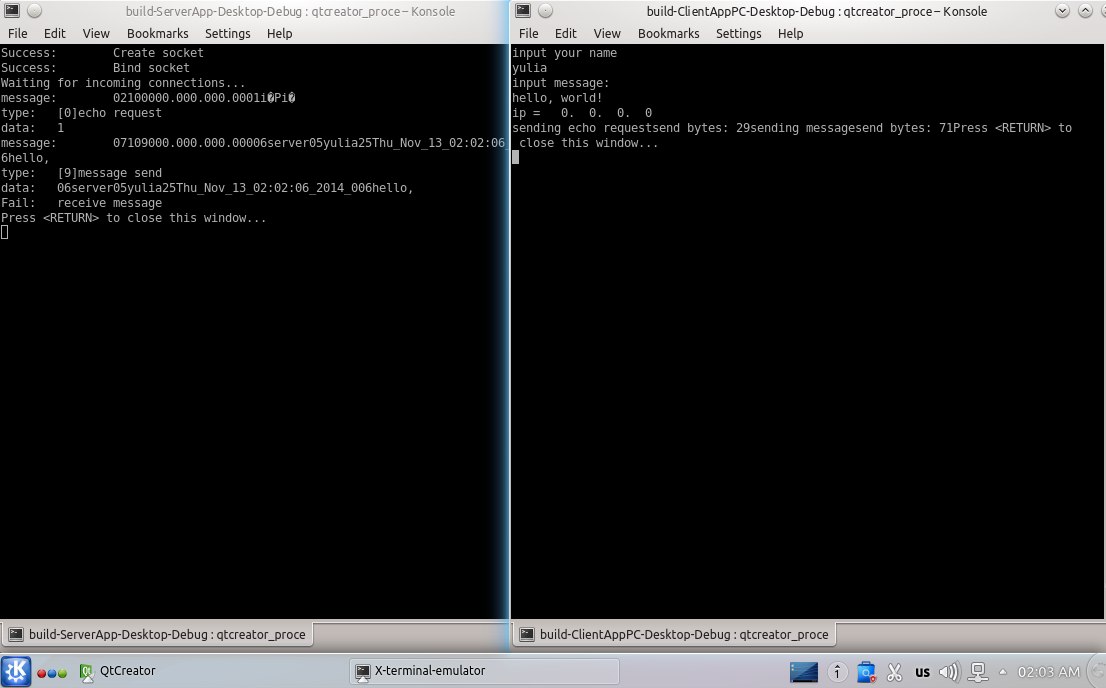 build-ServerApp-Desktop-Debug : qtcreator_proce – Konsole
File Edit View Bookmarks Settings Help
Success: Create socket
Success: Bind socket
Waiting for incoming connections...
message: 02100000.000.000.0001i�Pi�
type: [0]echo request
data: 1
message: 07109000.000.000.00006server05yulia25Thu_Nov_13_02:02:06_
6hello,
type: [9]message send
data: 06server05yulia25Thu_Nov_13_02:02:06_2014_006hello,
Fail: receive message
Press <RETURN> to close this window...
build-ServerApp-Desktop-Debug : qtcreator_proce
build-ClientAppPC-Desktop-Debug : qtcreator_proce – Konsole
File Edit View Bookmarks Settings Help
input your name
yulia
input message:
hello, world!
ip = 0. 0. 0. 0
sending echo requestsend bytes: 29sending messagesend bytes: 71Press <RETURN> to
close this window...
build-ClientAppPC-Desktop-Debug : qtcreator_proce
QtCreator
X-terminal-emulator
1
us
02:03 AM